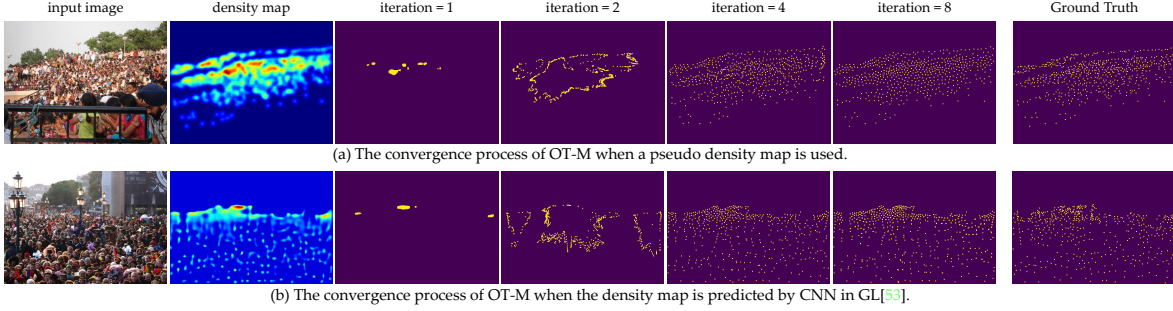 input image density map iteration = 1 iteration = 2 iteration = 4 iteration = 8 Ground Truth
(a) The convergence process of OT-M when a pseudo density map is used.
(b) The convergence process of OT-M when the density map is predicted by CNN in GL[53].